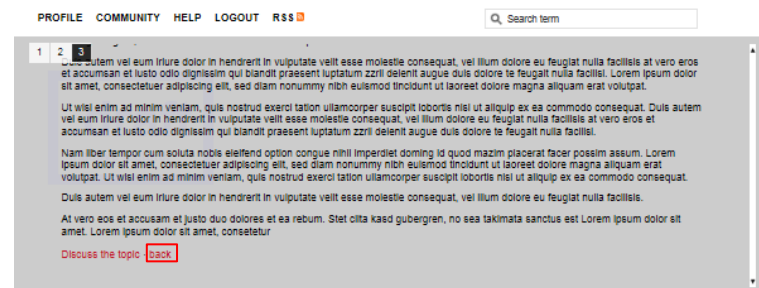 PROFILE COMMUNITY HELP LOGOUT RSS
Search term
1 2 3
Duis autem vel eum iriure dolor in hendrerit in vulputate velit esse molestie consequat, vel illum dolore eu feugiat nulla facilisis at vero eros
et accumsan et iusto odio dignissim qui blandit praesent luptatum zzril delenit augue duis dolore te feugait nulla facilisi. Lorem ipsum dolor
sit amet, consectetuer adipiscing elit, sed diam nonummy nibh euismod tincidunt ut laoreet dolore magna aliquam erat volutpat.
Ut wisi enim ad minim veniam, quis nostrud exerci tation ullamcorper suscipit lobortis nisl ut aliquip ex ea commodo consequat. Duis autem
vel eum iriure dolor in hendrerit in vulputate velit esse molestie consequat, vel illum dolore eu feugiat nulla facilisis at vero eros et
accumsan et iusto odio dignissim qui blandit praesent luptatum zzril delenit augue duis dolore te feugait nulla facilisi.
Nam liber tempor cum soluta nobis eleifend option congue nihil imperdiet doming id quod mazim placerat facer possim assum. Lorem
ipsum dolor sit amet, consectetuer adipiscing elit, sed diam nonummy nibh euismod tincidunt ut laoreet dolore magna aliquam erat
volutpat. Ut wisi enim ad minim veniam, quis nostrud exerci tation ullamcorper suscipit lobortis nisl ut aliquip ex ea commodo consequat.
Duis autem vel eum iriure dolor in hendrerit in vulputate velit esse molestie consequat, vel illum dolore eu feugiat nulla facilisis.
At vero eos et accusam et justo duo dolores et ea rebum. Stet clita kasd gubergren, no sea takimata sanctus est Lorem ipsum dolor sit
amet. Lorem ipsum dolor sit amet, consetetur
Discuss the topic - back